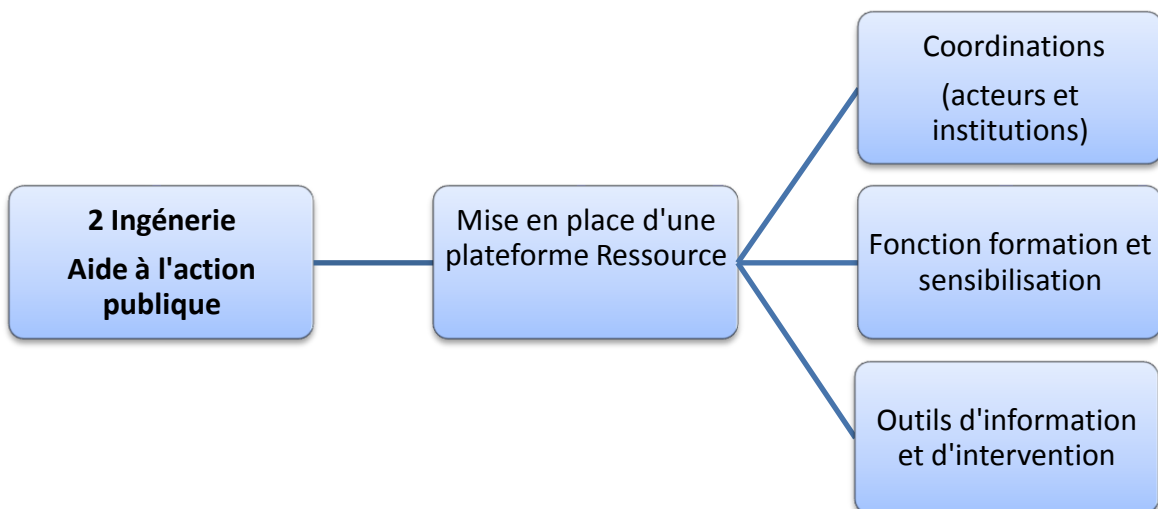 Coordinations
(acteurs et
institutions)
2 Ingénerie
Aide à l'action
publique
Mise en place d'une
plateforme Ressource
Fonction formation et
sensibilisation
Outils d'information
et d'intervention